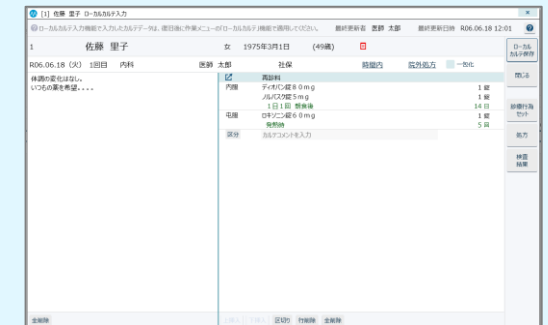 [1] 佐藤 里子 ローカルカルテ入力
ローカルカルテ入力機能で入力したカルテデータは、復旧後に作業メニューの『ローカルカルテ』機能で適用してください。 最終更新者 医師 太郎 最終更新日時 R06.06.18 12:01
1 佐藤 里子 女 1975年3月1日 (49歳)
ローカル
カルテ保存
R06.06.18 (火) 1回目 内科 医師 太郎 社保 時間内 院外処方 一包化
閉じる
体調の変化はなし。
いつもの薬を希望。。。。
再診料
内服 ディオバン錠80mg 1 錠
ノルバスク錠5mg 1 錠
1日1回 朝食後 14 日
屯服 ロキソニン錠60mg 1 錠
発熱時 5 回
区分 カルテコメントを入力
診療行為
セット
処方
検査
結果
全削除
区切り 行削除 全削除